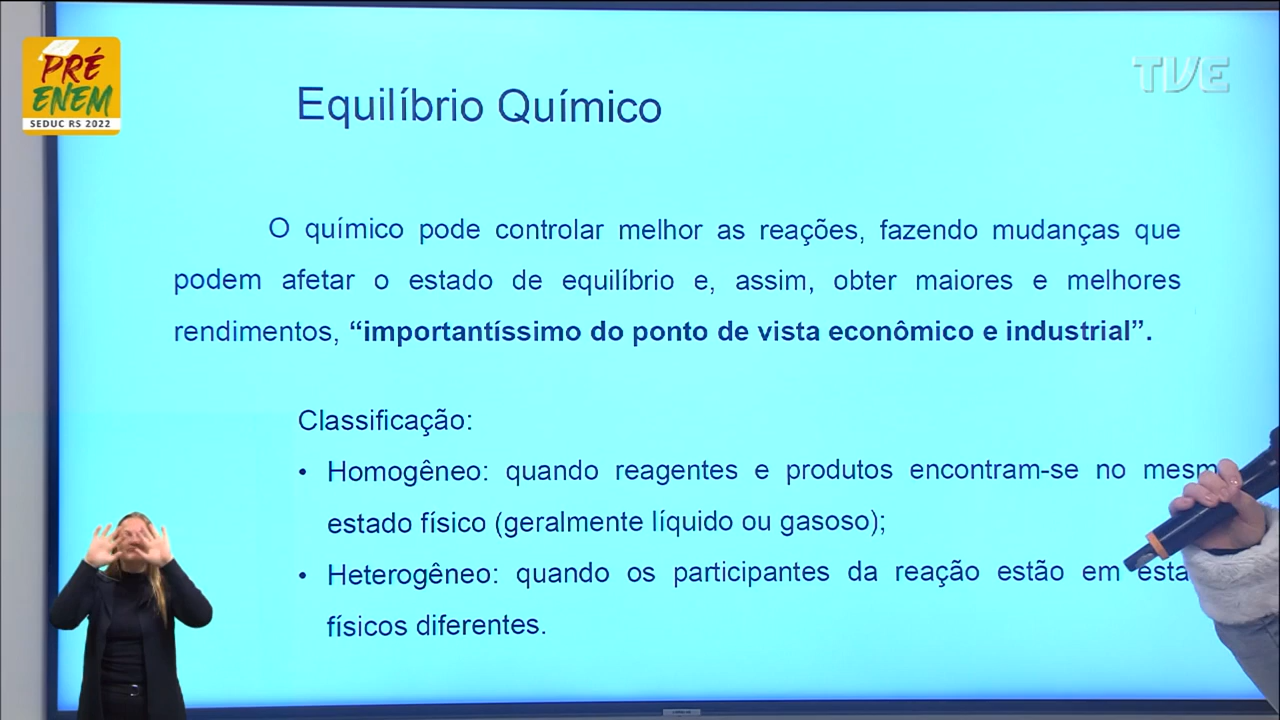 PRÉ
ENEM
SEDUC RS 2022
TVE
Equilíbrio Químico
O químico pode controlar melhor as reações, fazendo mudanças que
podem afetar o estado de equilíbrio e, assim, obter maiores e melhores
rendimentos, “importantíssimo do ponto de vista econômico e industrial”.
Classificação:
• Homogêneo: quando reagentes e produtos encontram-se no mesm
estado físico (geralmente líquido ou gasoso);
• Heterogêneo: quando os participantes da reação estão em esta
físicos diferentes.